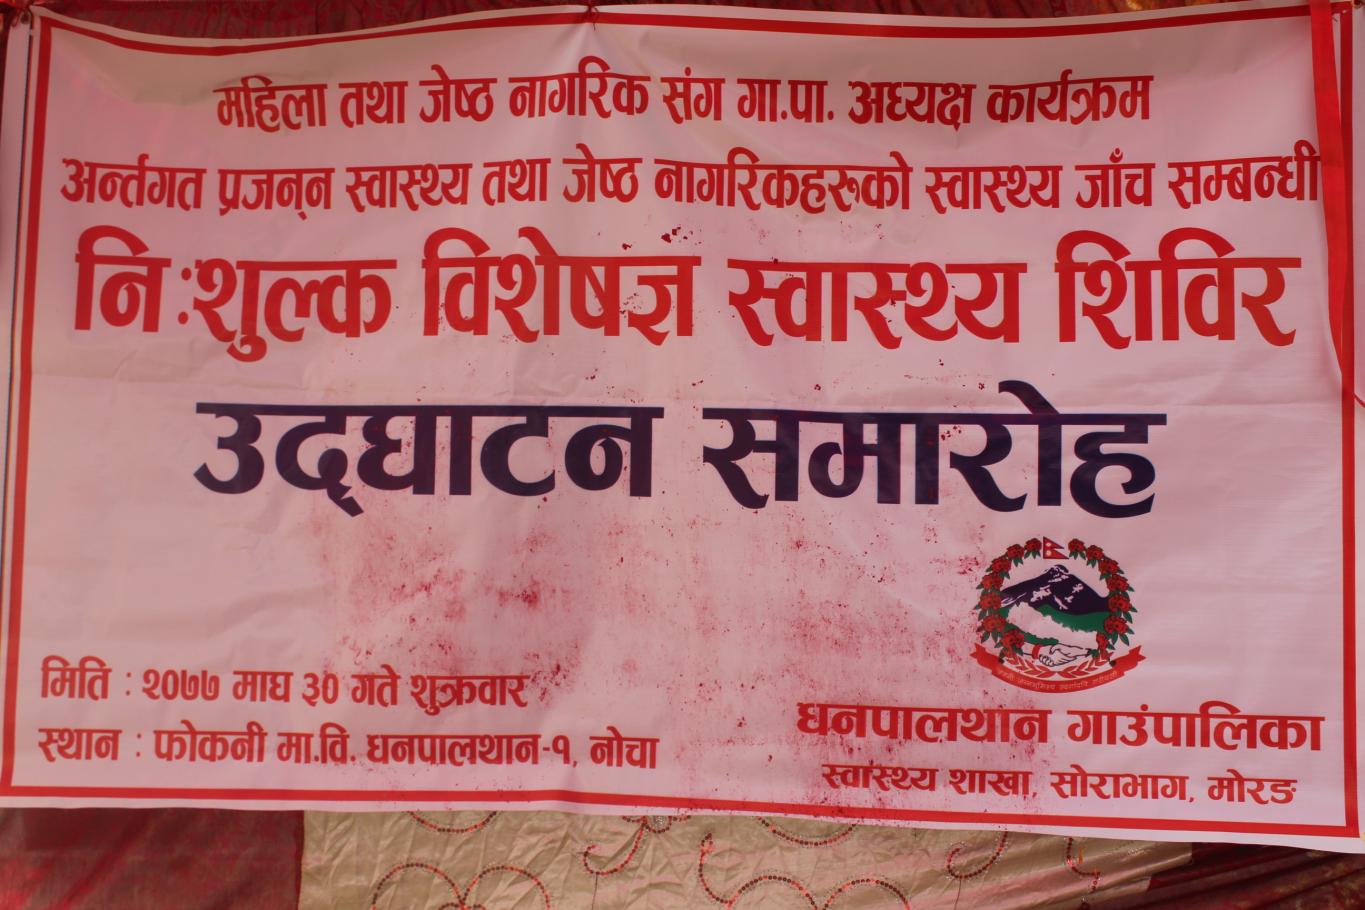 महिला तथा जेष्ठ नागरिक संग गा.पा. अध्यक्ष कार्यक्रम
अर्न्तगत प्रजन्न स्वास्थ्य तथा जेष्ठ नागरिकहरुको स्वास्थ्य जाँच सम्बन्धी
नि:शुल्क विशेषज्ञ स्वास्थ्य शिविर
उद्घाटन समारोह
मिति : २०७७ माघ ३० गते शुक्रवार
स्थान : फोकनी मा.वि. धनपालथान-१, नोचा
धनपालथान गाउंपालिका
स्वास्थ्य शाखा, सोराभाग, मोरङ